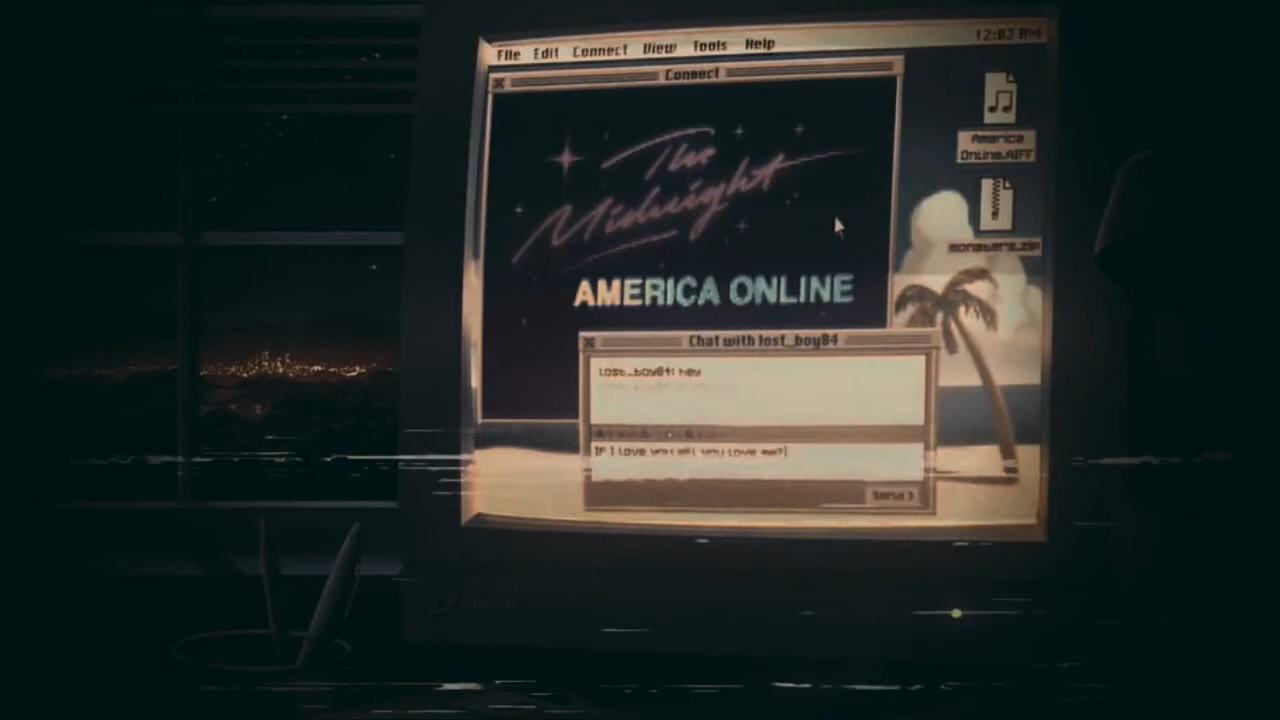 File Edit Connect View Tools Help
12:02 AM
Connect
The
Midnight
AMERICA ONLINE
America
Online.AIFF
monsters.zip
Chat with lost_boy84
lost_boy84: hey
If I love you will you love me?
Send